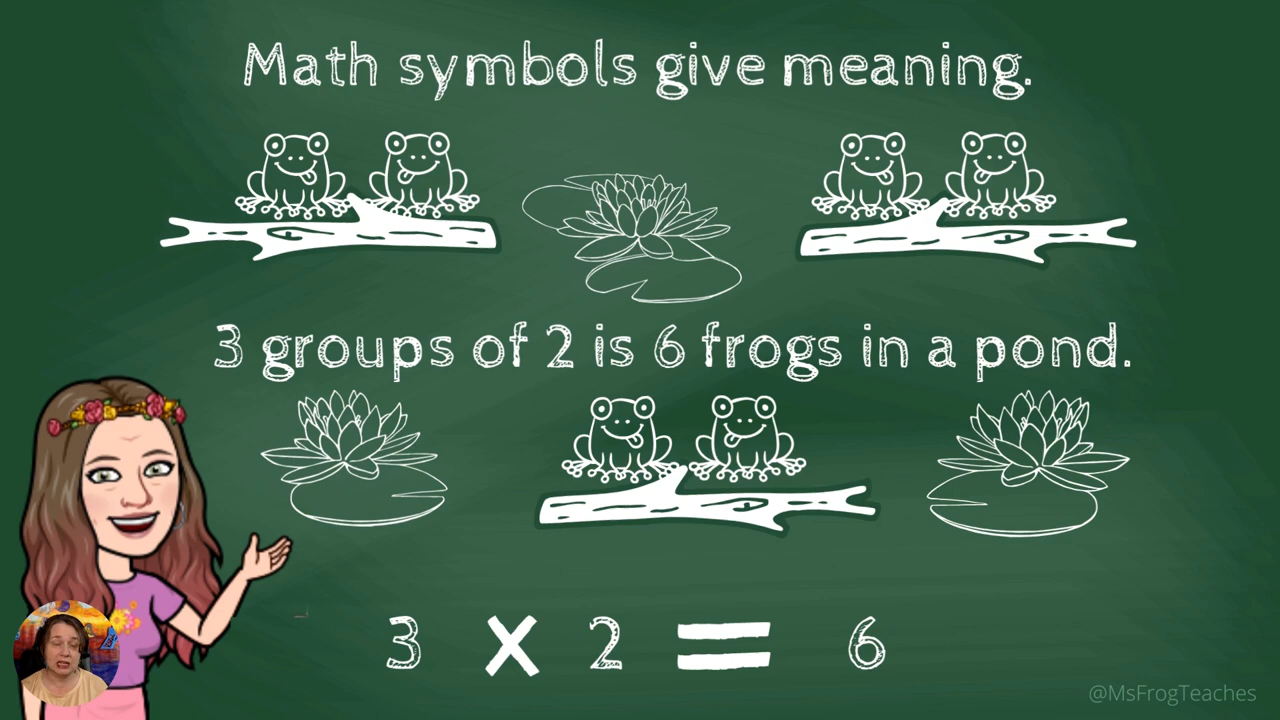 Math symbols give meaning.
3 groups of 2 is 6 frogs in a pond.
3 × 2 = 6
@MsFrogTeaches